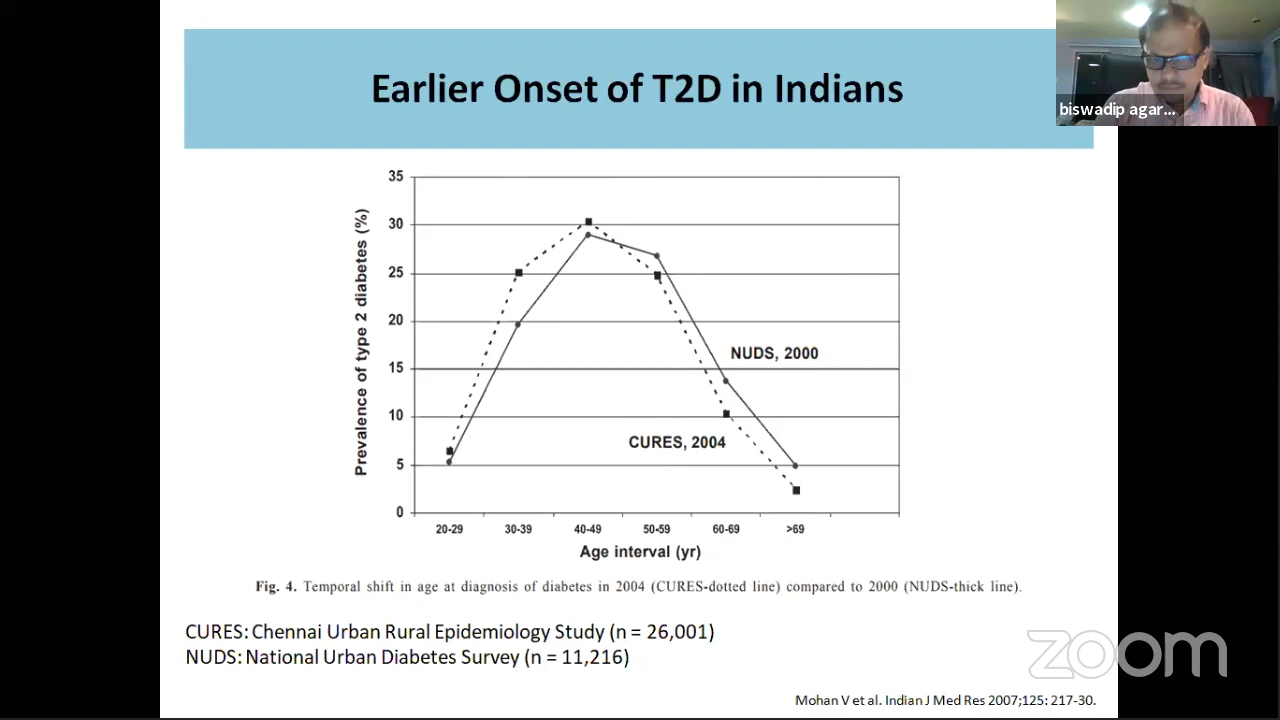 Earlier Onset of T2D in Indians
biswadip agar...
Prevalence of type 2 diabetes (%)
35
30
25
20
15
10
5
0
NUDS, 2000
CURES, 2004
20-29 30-39 40-49 50-59 60-69 >69
Age interval (yr)
Fig. 4. Temporal shift in age at diagnosis of diabetes in 2004 (CURES-dotted line) compared to 2000 (NUDS-thick line).
CURES: Chennai Urban Rural Epidemiology Study (n = 26,001)
NUDS: National Urban Diabetes Survey (n = 11,216)
zoom
Mohan V et al. Indian J Med Res 2007;125: 217-30.